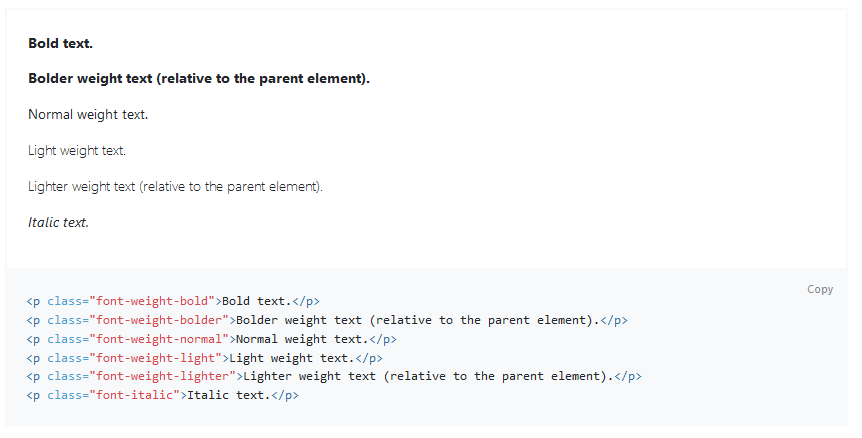 Bold text.
Bolder weight text (relative to the parent element).
Normal weight text.
Light weight text.
Lighter weight text (relative to the parent element).
Italic text.
Copy
<p class="font-weight-bold">Bold text.</p>
<p class="font-weight-bolder">Bolder weight text (relative to the parent element).</p>
<p class="font-weight-normal">Normal weight text.</p>
<p class="font-weight-light">Light weight text.</p>
<p class="font-weight-lighter">Lighter weight text (relative to the parent element).</p>
<p class="font-italic">Italic text.</p>